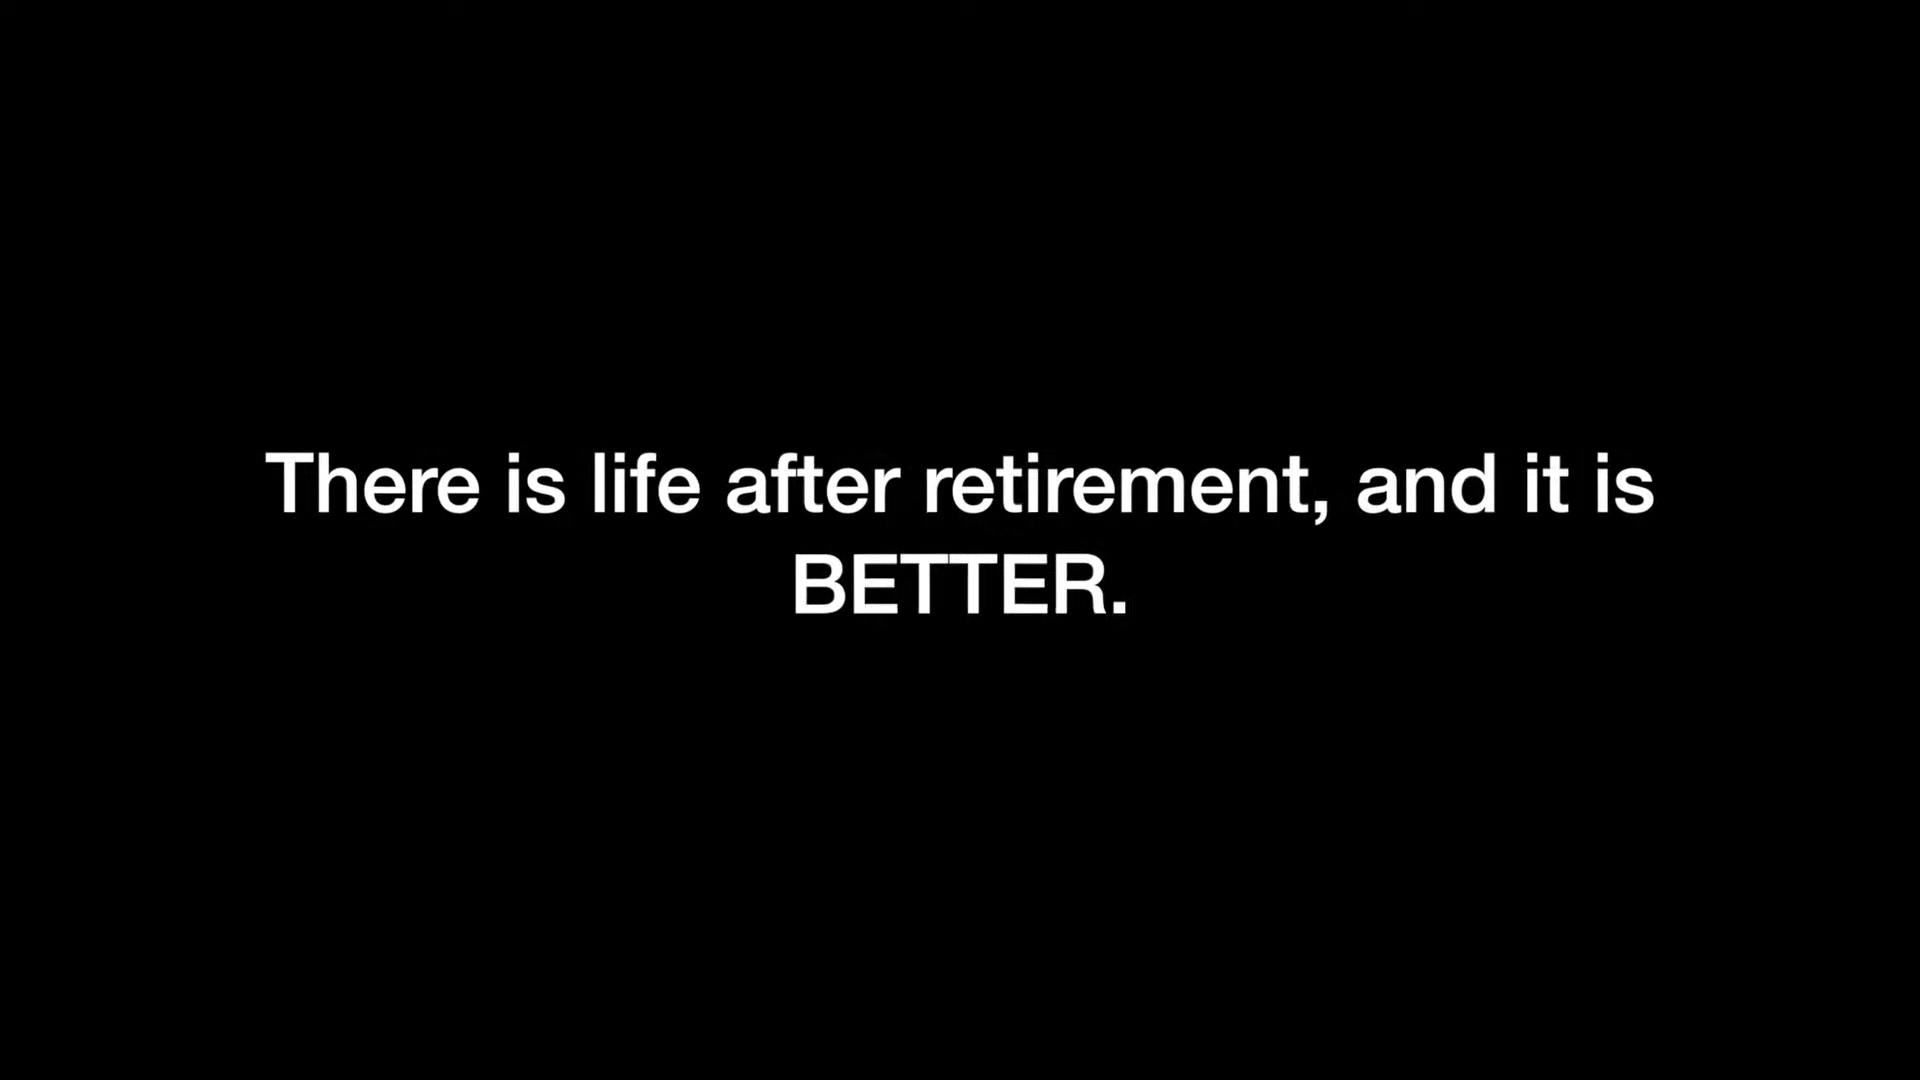 There is life after retirement, and it is
BETTER.